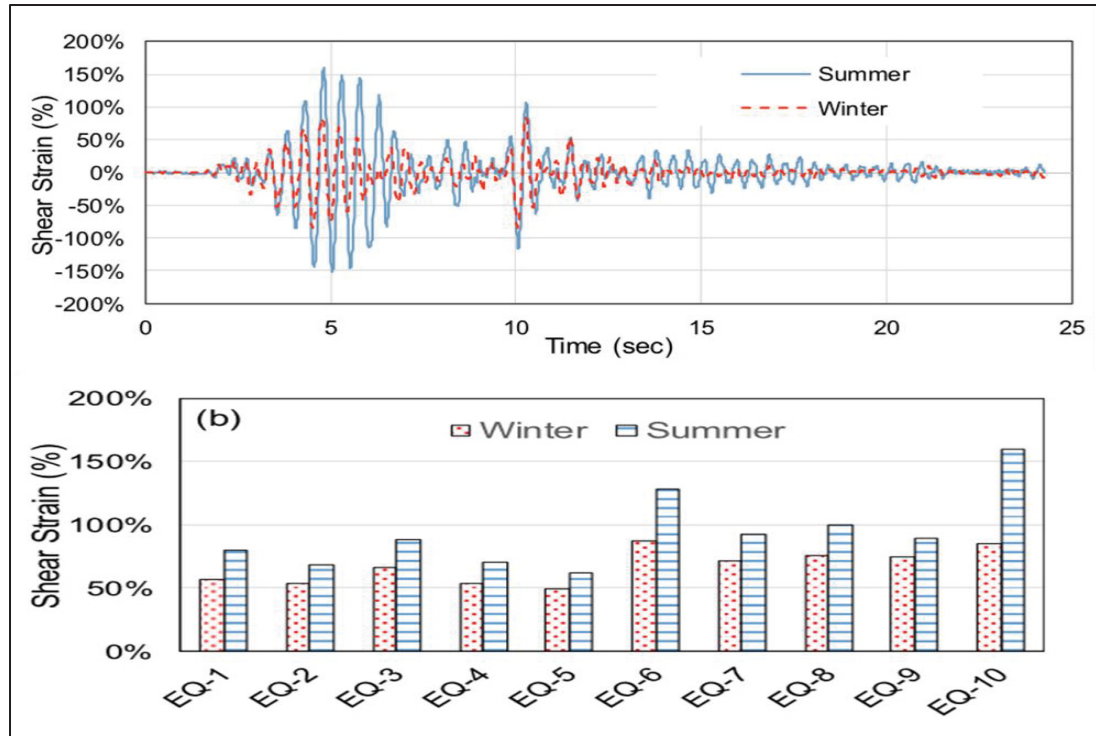 200%
150%
100%
50%
0%
-50%
-100%
-150%
-200%
Shear Strain (%)
Summer
Winter
0 5 10 15 20 25
Time (sec)
(b)
Winter Summer
200%
150%
100%
50%
0%
Shear Strain (%)
EQ-1 EQ-2 EQ-3 EQ-4 EQ-5 EQ-6 EQ-7 EQ-8 EQ-9 EQ-10